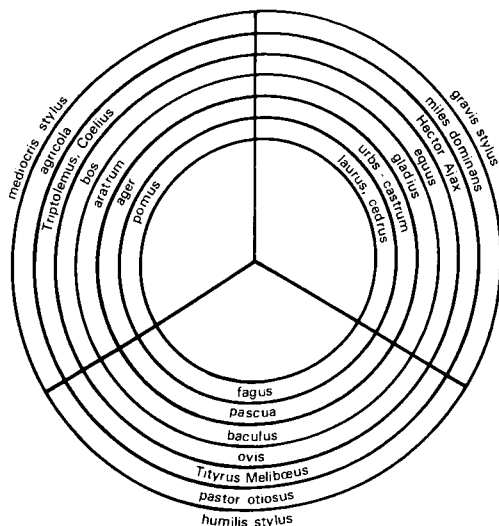 mediocris stylus
agricola
Triptolemus, Coelius
bos
aratrum
ager
pomus
gravis stylus
miles dominans
Hector Ajax
equus
gladius
urbs - castrum
laurus, cedrus
fagus
pascua
baculus
ovis
Tityrus Melibœus
pastor otiosus
humilis stylus